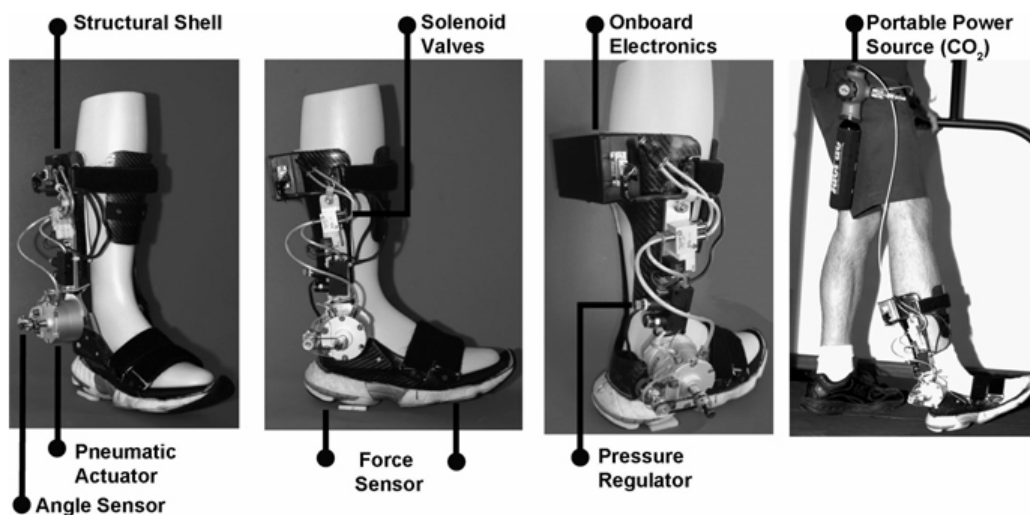 Structural Shell
Solenoid
Valves
Onboard
Electronics
Portable Power
Source (CO₂)
Pneumatic
Actuator
Angle Sensor
Force
Sensor
Pressure
Regulator